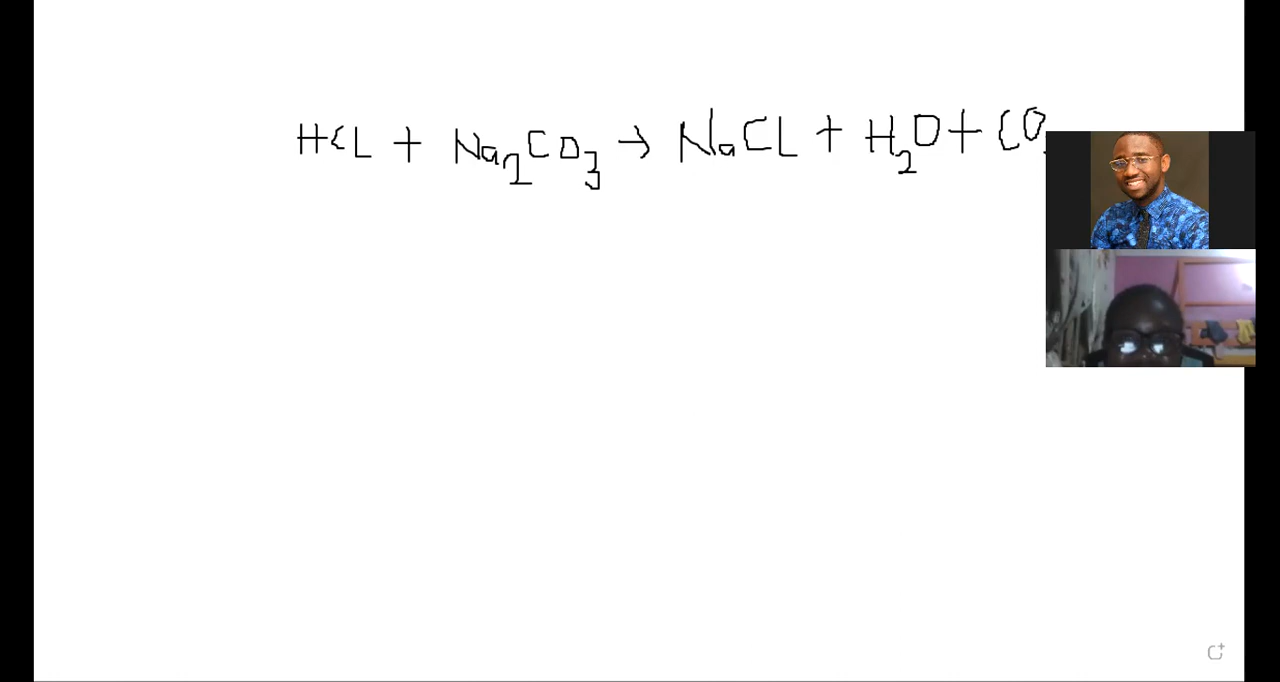 HCL + Na2CO3 → NaCL + H2O + CO